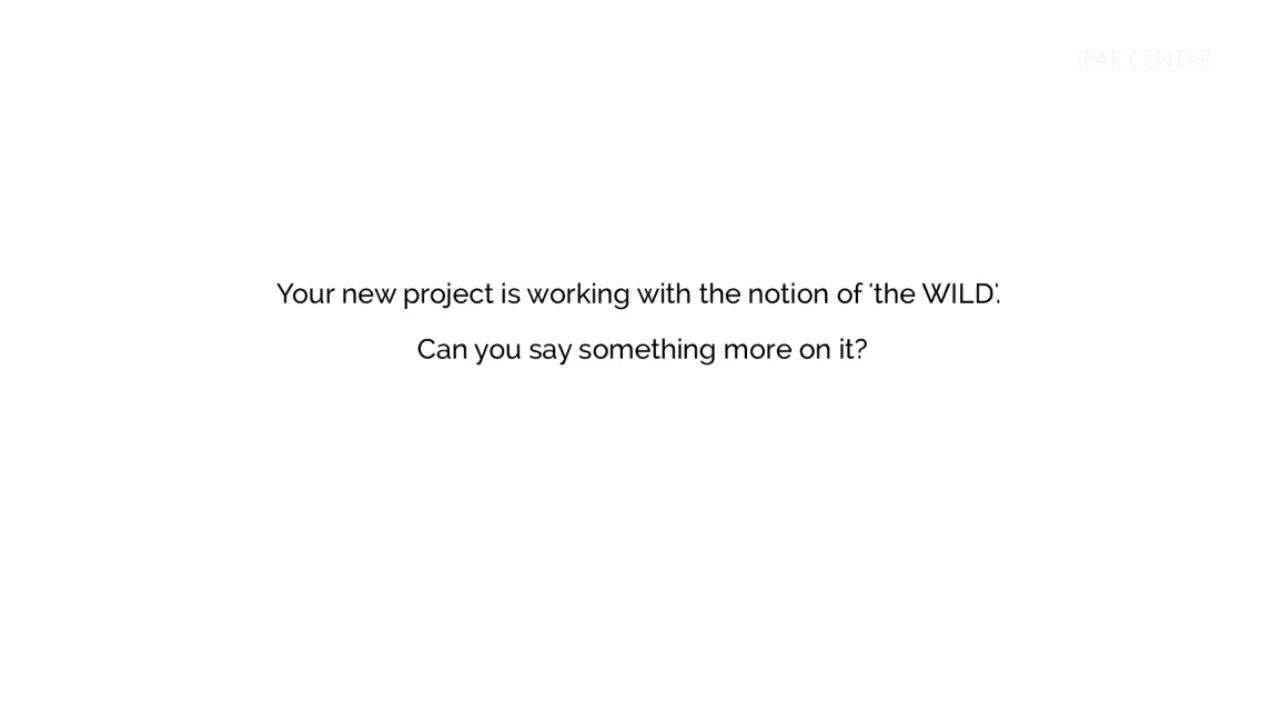 IPAK.CENTAR
Your new project is working with the notion of 'the WILD'.
Can you say something more on it?